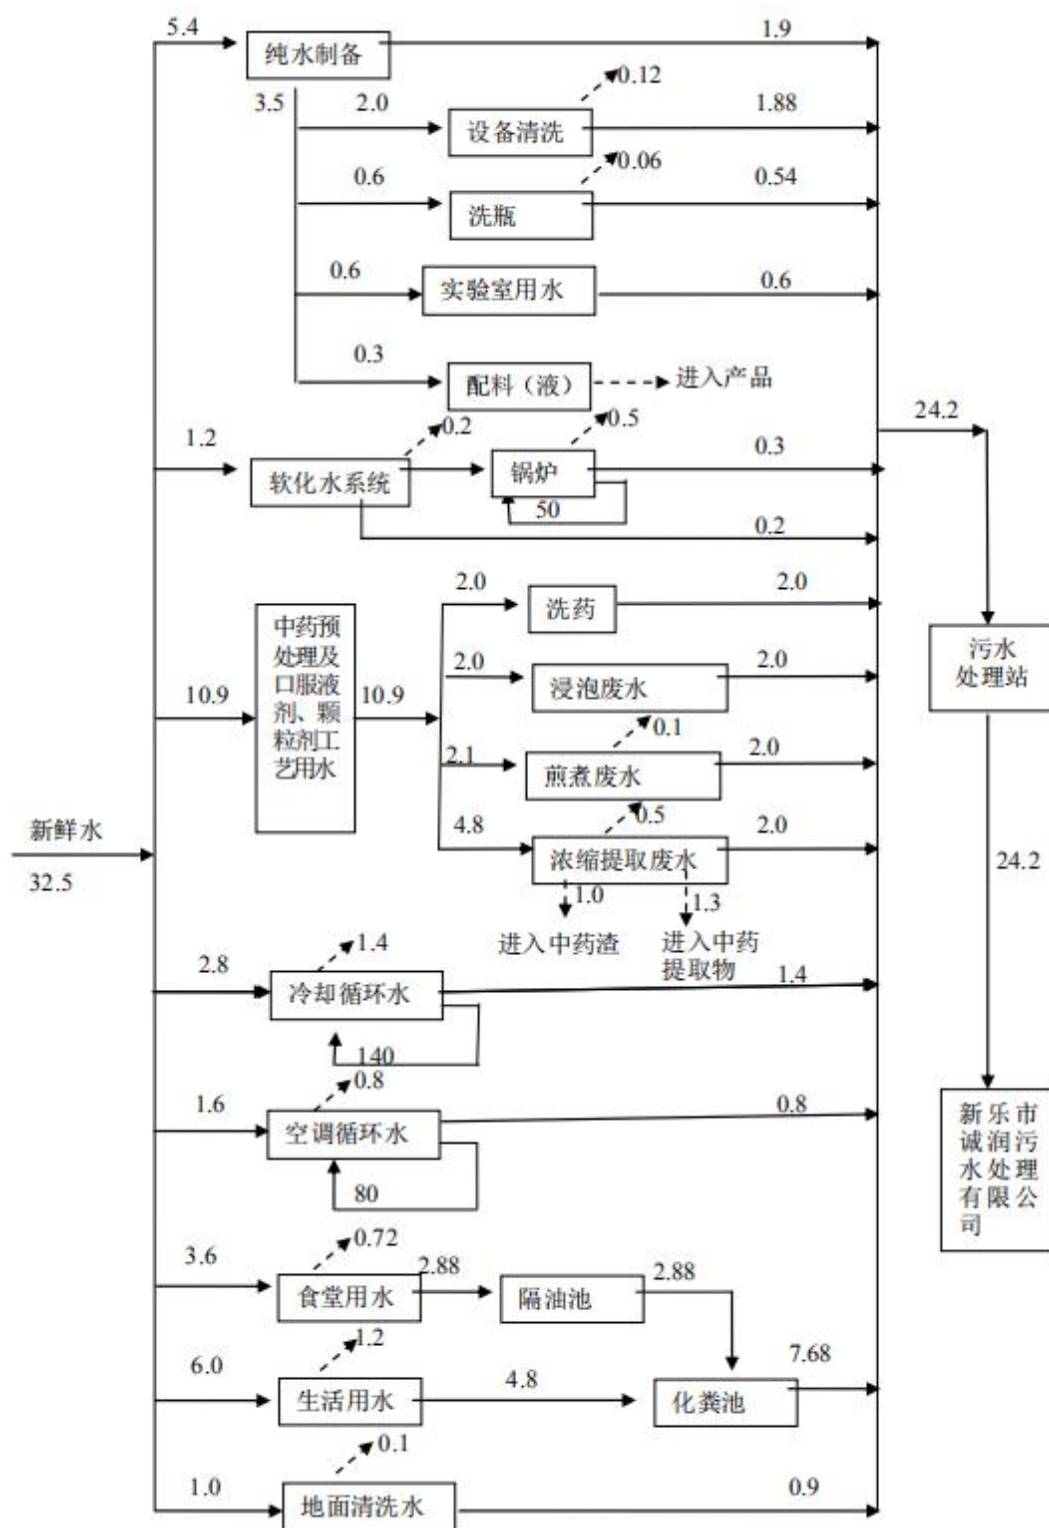 5.4
纯水制备
1.9
3.5
2.0
设备清洗
0.12
1.88
0.6
洗瓶
0.06
0.54
0.6
实验室用水
0.6
0.3
配料（液）
进入产品
1.2
软化水系统
0.2
锅炉
0.5
0.3
50
0.2
24.2
10.9
中药预
处理及
口服液
剂、颗
粒剂工
艺用水
10.9
2.0
洗药
2.0
2.0
浸泡废水
2.0
2.1
煎煮废水
0.1
2.0
4.8
浓缩提取废水
0.5
2.0
1.0
进入中药渣
1.3
进入中药
提取物
新鲜水
32.5
污水
处理站
24.2
新乐市
诚润污
水处理
有限公
司
2.8
冷却循环水
1.4
1.4
140
1.6
空调循环水
0.8
0.8
80
3.6
食堂用水
0.72
2.88
隔油池
2.88
6.0
生活用水
1.2
4.8
化粪池
7.68
1.0
地面清洗水
0.1
0.9